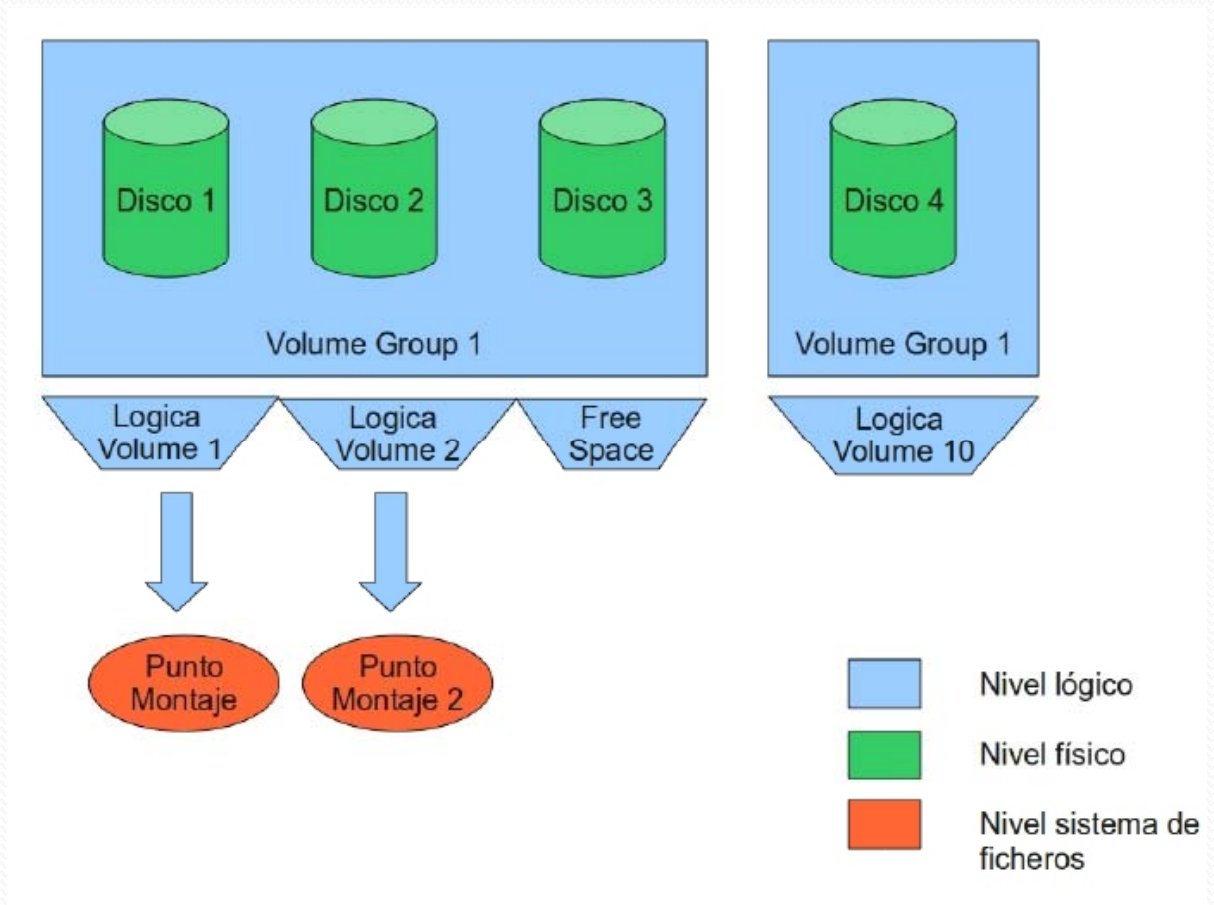 Disco 1
Disco 2
Disco 3
Disco 4
Volume Group 1
Volume Group 1
Logica
Volume 1
Logica
Volume 2
Free
Space
Logica
Volume 10
Punto
Montaje
Punto
Montaje 2
Nivel lógico
Nivel físico
Nivel sistema de
ficheros